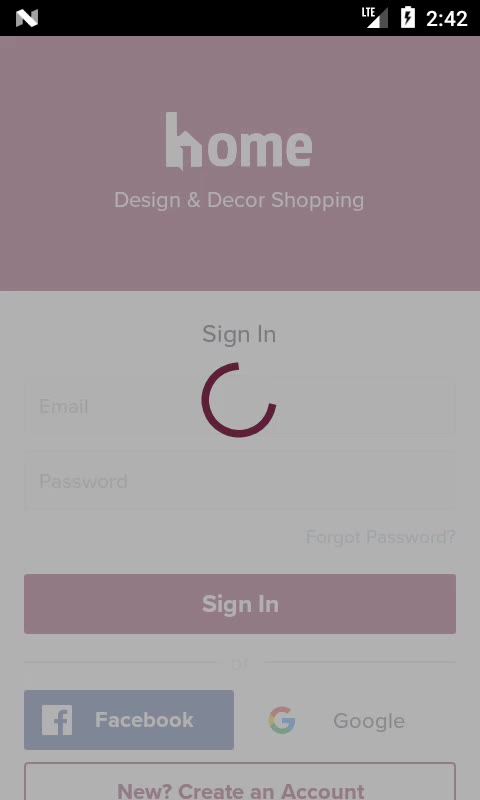 LTE 2:42
home
Design & Decor Shopping
Sign In
Email
Password
Forgot Password?
Sign In
or
Facebook Google
New? Create an Account